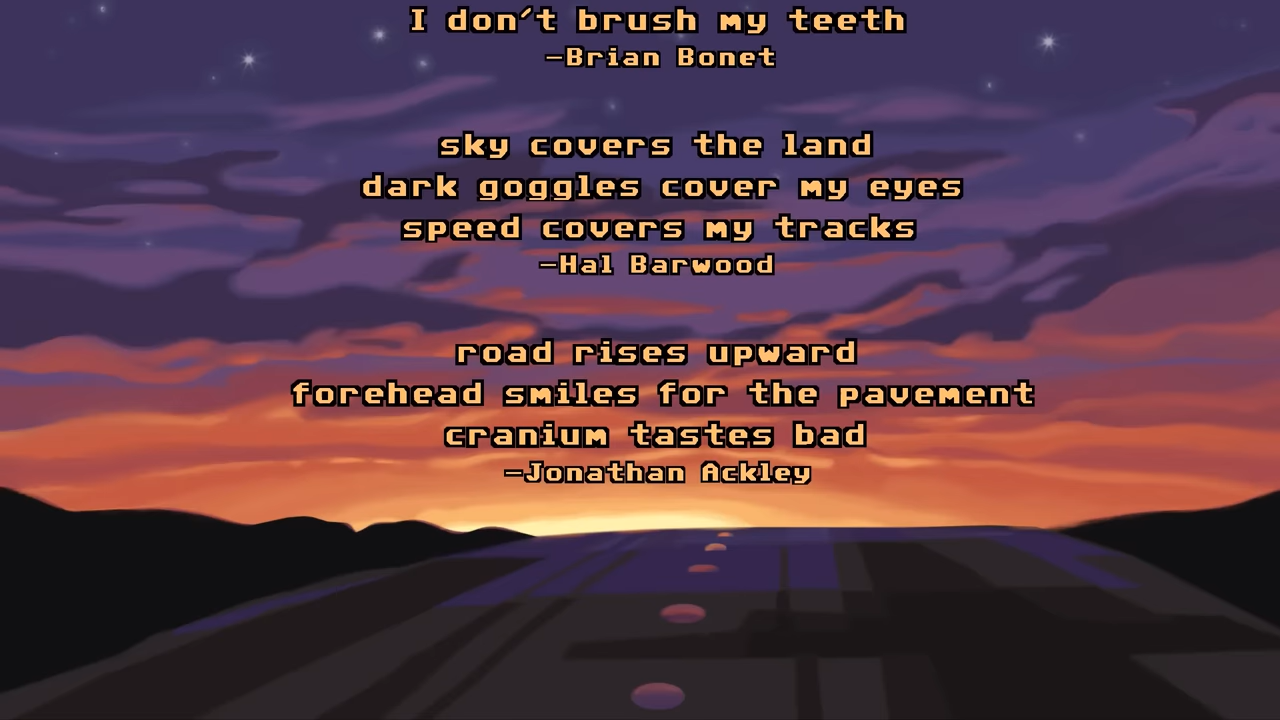 I don't brush my teeth
-Brian Bonet
sky covers the land
dark goggles cover my eyes
speed covers my tracks
-Hal Barwood
road rises upward
forehead smiles for the pavement
cranium tastes bad
-Jonathan Ackley